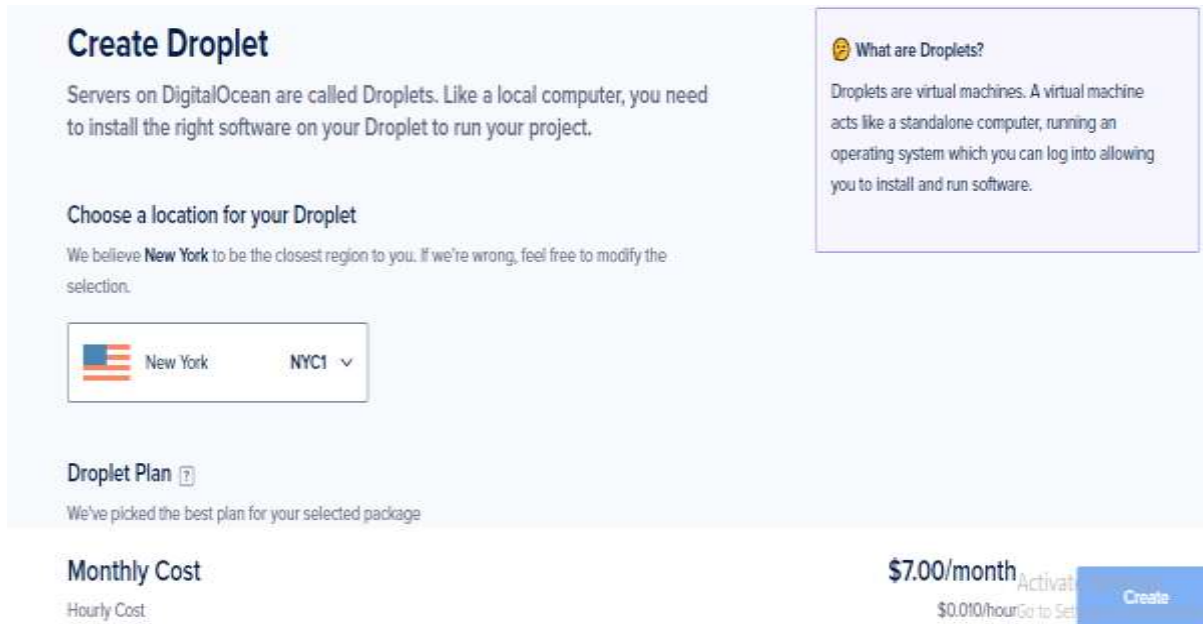 Create Droplet
Servers on DigitalOcean are called Droplets. Like a local computer, you need
to install the right software on your Droplet to run your project.
What are Droplets?
Droplets are virtual machines. A virtual machine
acts like a standalone computer, running an
operating system which you can log into allowing
you to install and run software.
Choose a location for your Droplet
We believe New York to be the closest region to you. If we're wrong, feel free to modify the
selection.
New York NYC1
Droplet Plan ?
We've picked the best plan for your selected package
Monthly Cost $7.00/month
Hourly Cost $0.010/hour
Go to
Create